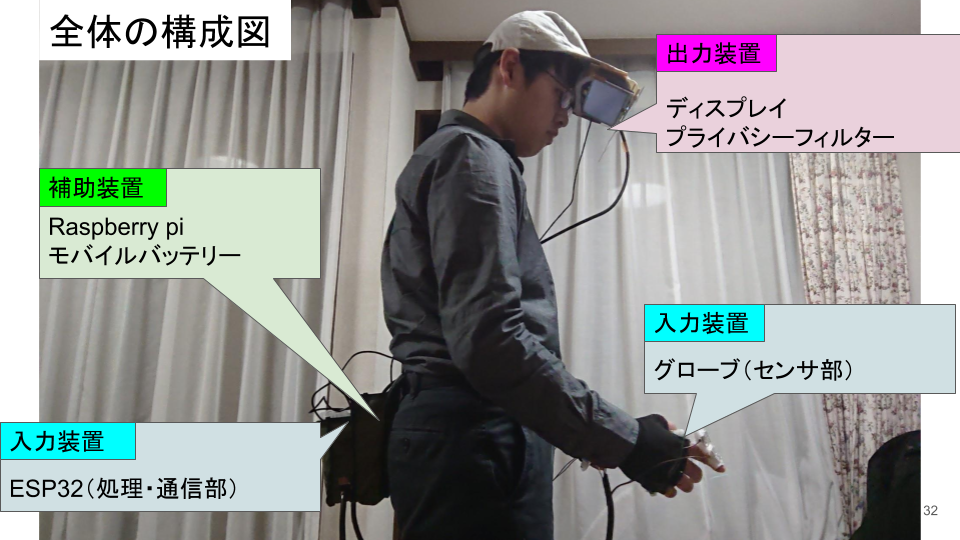 全体の構成図
出力装置
ディスプレイ
プライバシーフィルター
補助装置
Raspberry pi
モバイルバッテリー
入力装置
グローブ（センサ部）
入力装置
ESP32（処理・通信部）
32